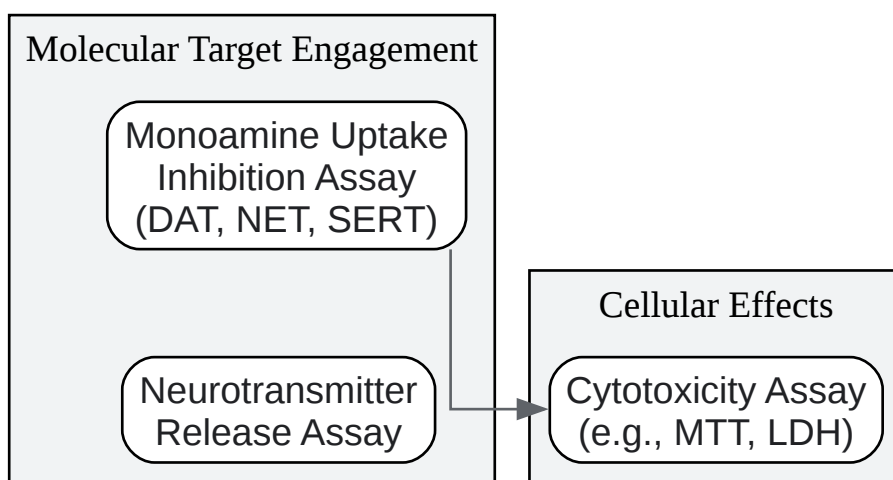 Molecular Target Engagement
Monoamine Uptake
Inhibition Assay
(DAT, NET, SERT)
Neurotransmitter
Release Assay
Cellular Effects
Cytotoxicity Assay
(e.g., MTT, LDH)